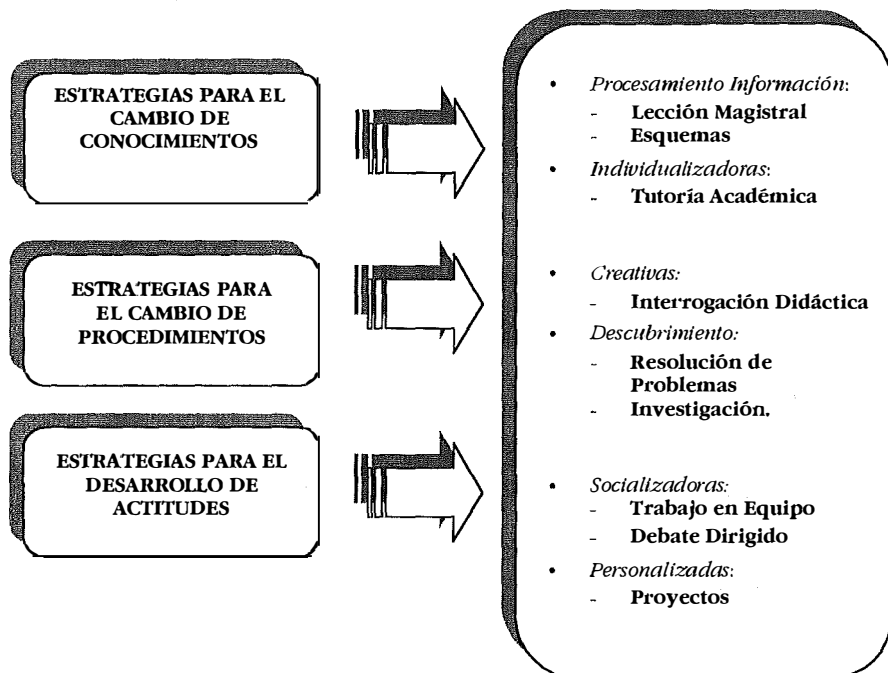 ESTRATEGIAS PARA EL
CAMBIO DE
CONOCIMIENTOS
ESTRATEGIAS PARA
EL CAMBIO DE
PROCEDIMIENTOS
ESTRATEGIAS PARA EL
DESARROLLO DE
ACTITUDES
• Procesamiento Información:
- Lección Magistral
- Esquemas
• Individualizadoras:
- Tutoría Académica
• Creativas:
- Interrogación Didáctica
• Descubrimiento:
- Resolución de
Problemas
- Investigación.
• Socializadoras:
- Trabajo en Equipo
- Debate Dirigido
• Personalizadas:
- Proyectos